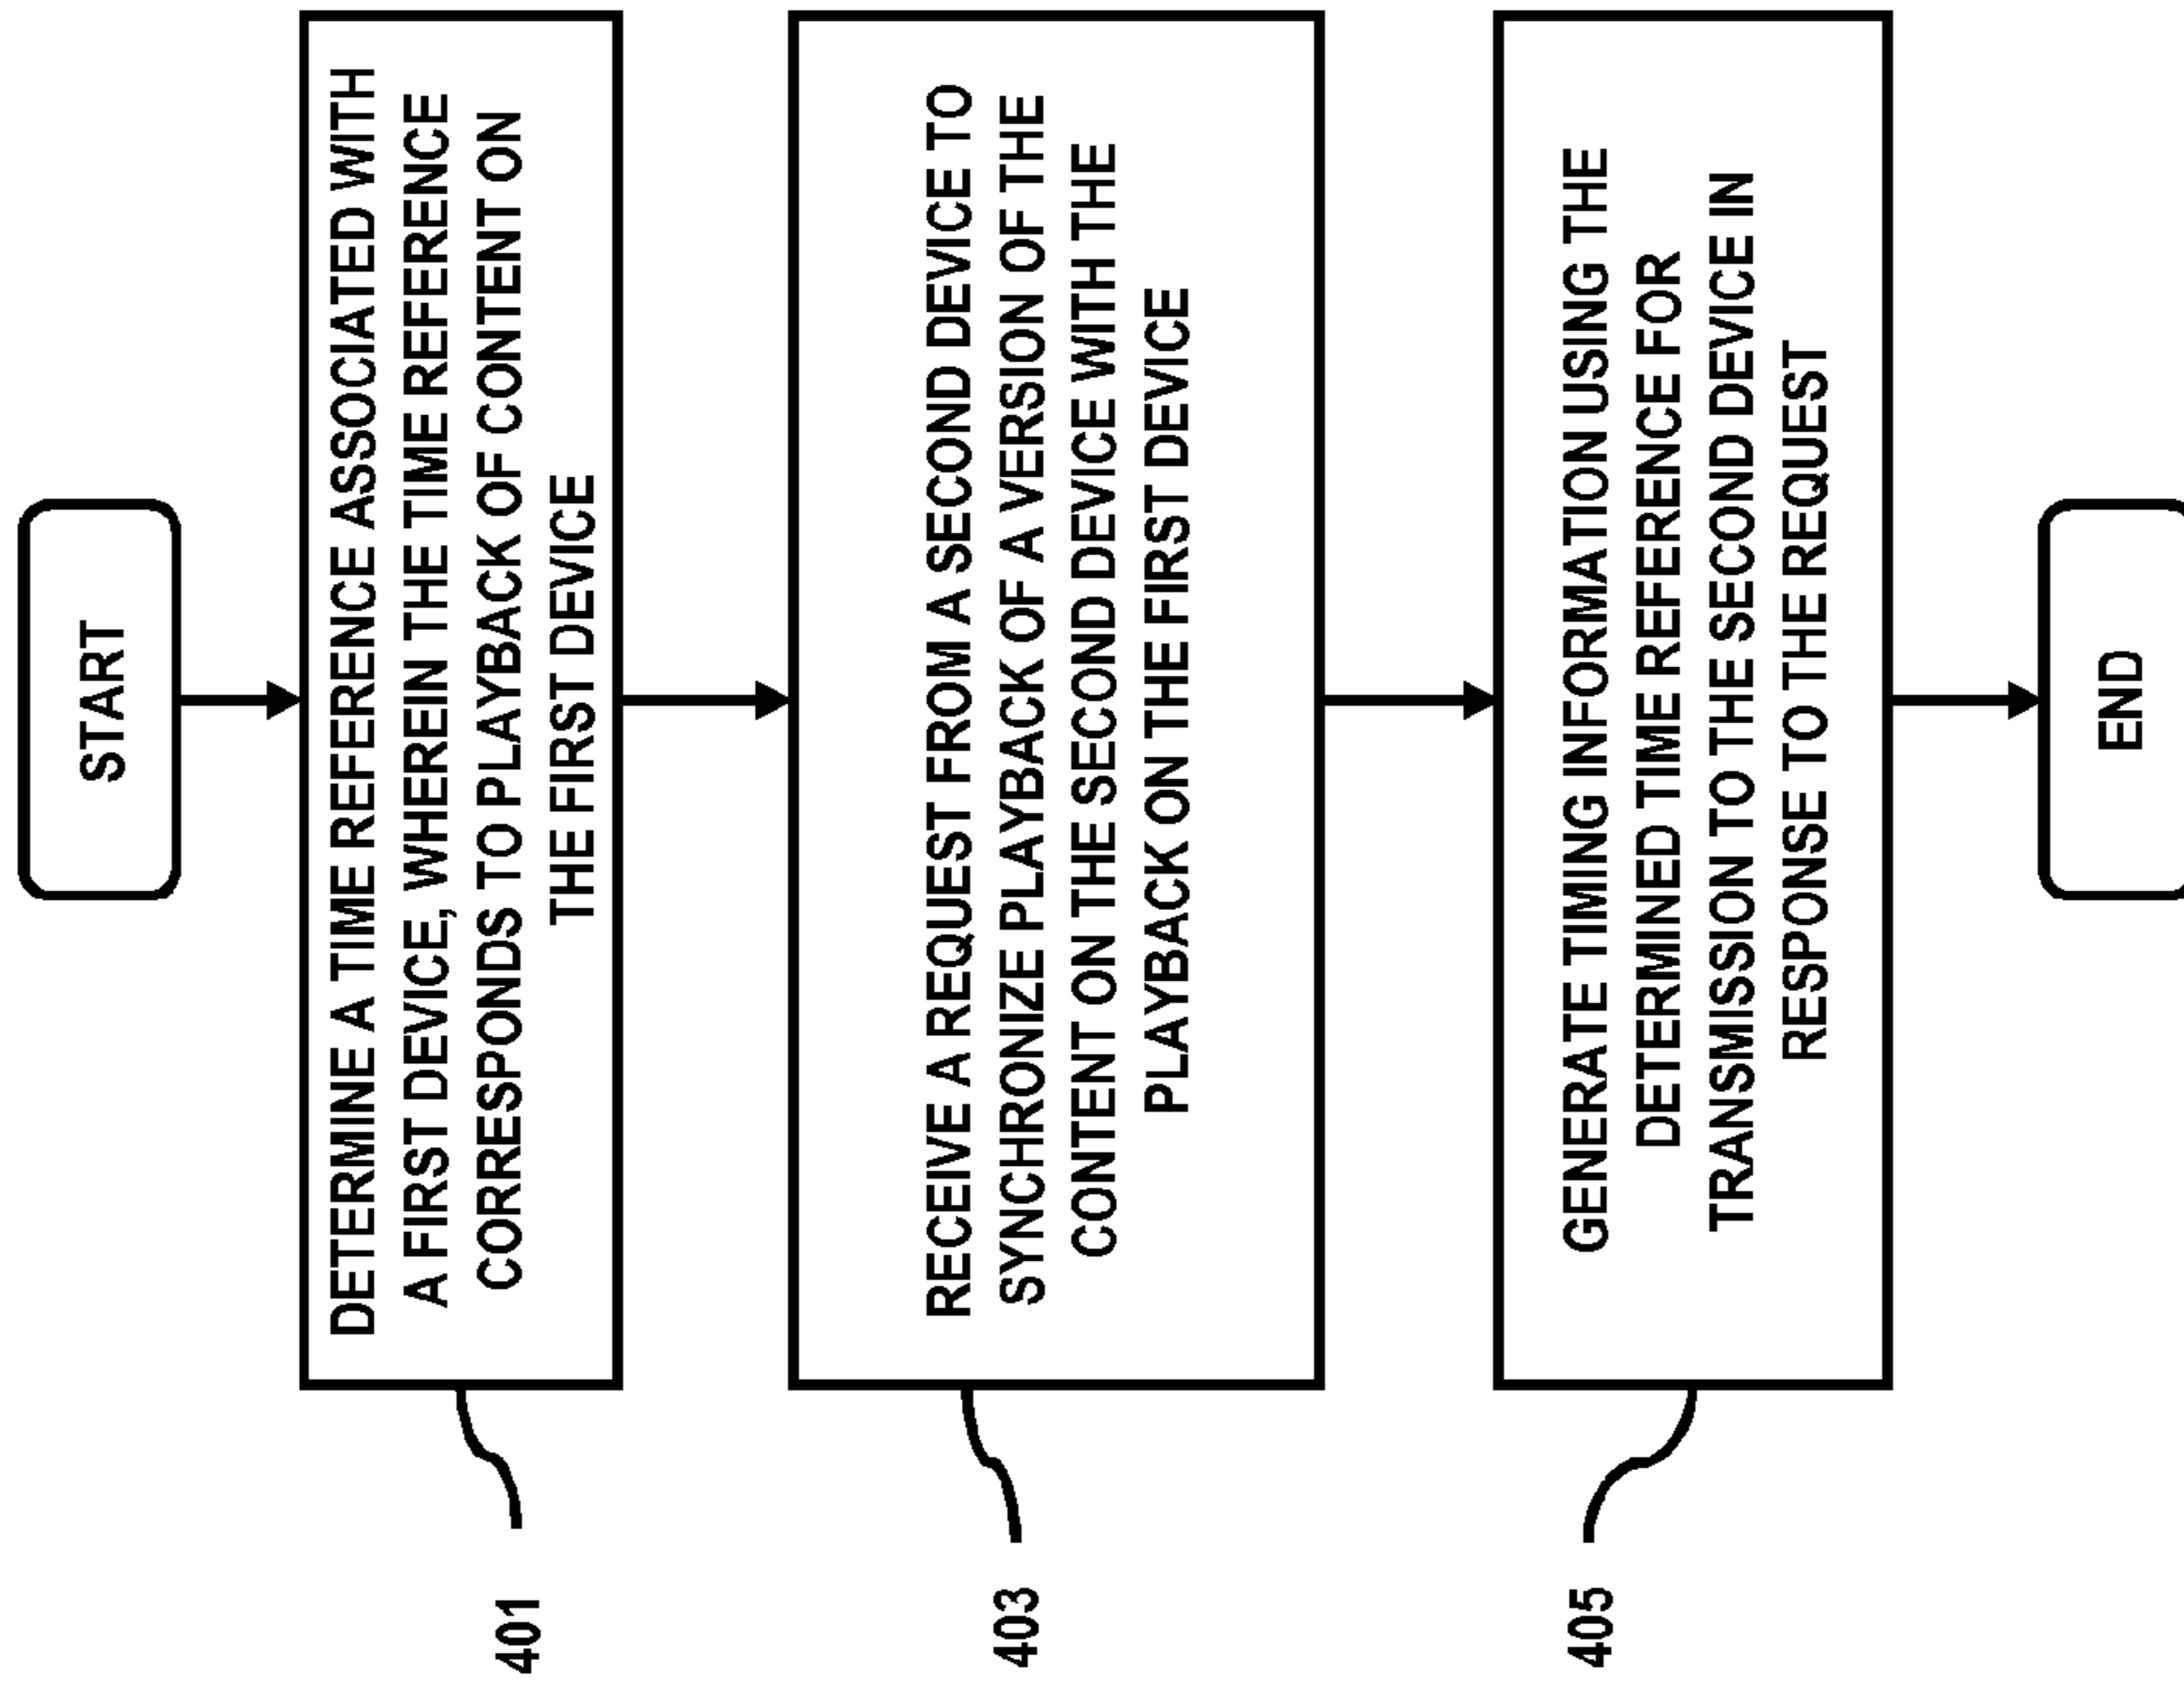 START
DETERMINE A TIME REFERENCE ASSOCIATED WITH
A FIRST DEVICE, WHEREIN THE TIME REFERENCE
CORRESPONDS TO PLAYBACK OF CONTENT ON
THE FIRST DEVICE
401
RECEIVE A REQUEST FROM A SECOND DEVICE TO
SYNCHRONIZE PLAYBACK OF A VERSION OF THE
CONTENT ON THE SECOND DEVICE WITH THE
PLAYBACK ON THE FIRST DEVICE
403
GENERATE TIMING INFORMATION USING THE
DETERMINED TIME REFERENCE FOR
TRANSMISSION TO THE SECOND DEVICE IN
RESPONSE TO THE REQUEST
405
END